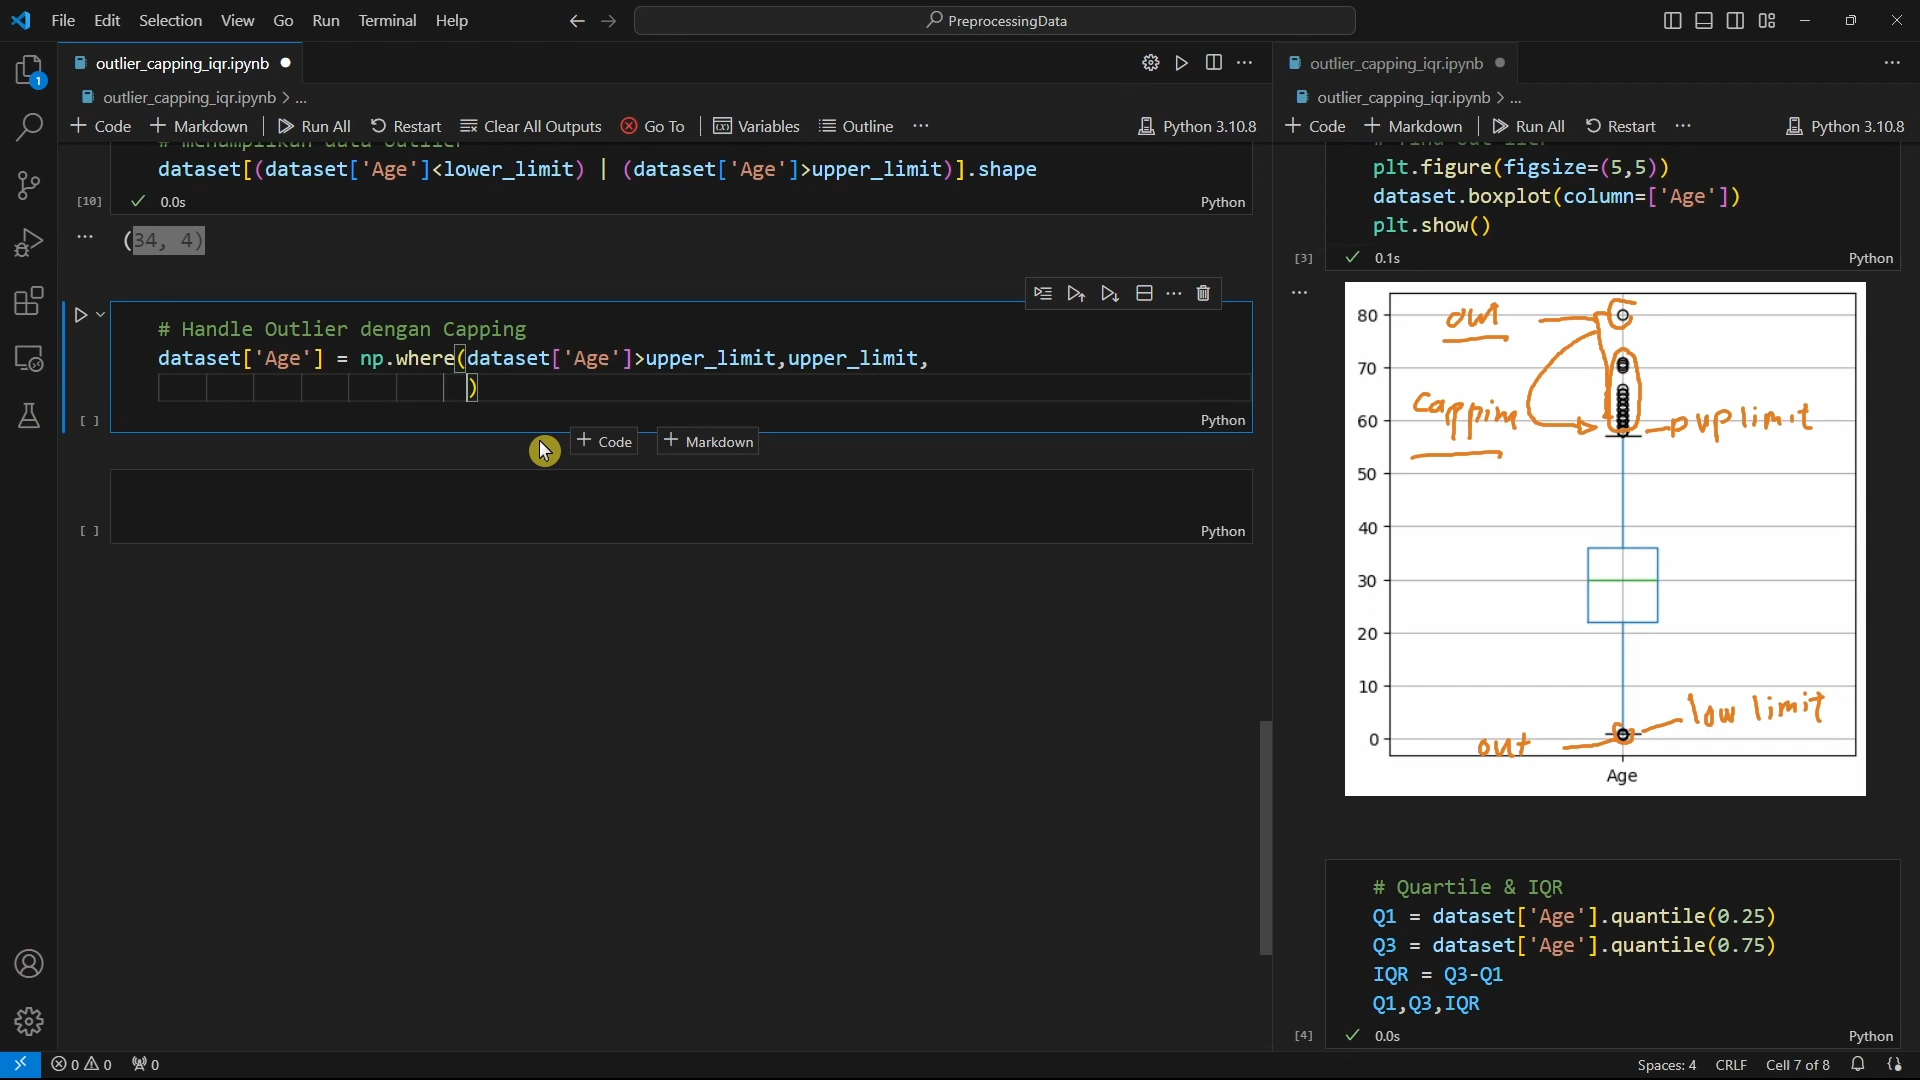 File Edit Selection View Go Run Terminal Help
PreprocessingData
outlier_capping_iqr.ipynb
outlier_capping_iqr.ipynb > ...
Code Markdown Run All Restart Clear All Outputs Go To Variables Outline ... Python 3.10.8
# menampilkan data outlier
dataset[(dataset['Age']<lower_limit) | (dataset['Age']>upper_limit)].shape
[10] 0.0s Python
(34, 4)
# Handle Outlier dengan Capping
dataset['Age'] = np.where(dataset['Age']>upper_limit,upper_limit,
)
[ ] Python
+ Code + Markdown
[ ] Python
outlier_capping_iqr.ipynb
outlier_capping_iqr.ipynb > ...
Code Markdown Run All Restart ... Python 3.10.8
plt.figure(figsize=(5,5))
dataset.boxplot(column=['Age'])
plt.show()
[3] 0.1s Python
80
70
60
50
40
30
20
10
0
Age
out
Capping
uplimit
low limit
out
# Quartile & IQR
Q1 = dataset['Age'].quantile(0.25)
Q3 = dataset['Age'].quantile(0.75)
IQR = Q3-Q1
Q1,Q3,IQR
[4] 0.0s Python
1
0 0 0 Spaces: 4 CRLF Cell 7 of 8